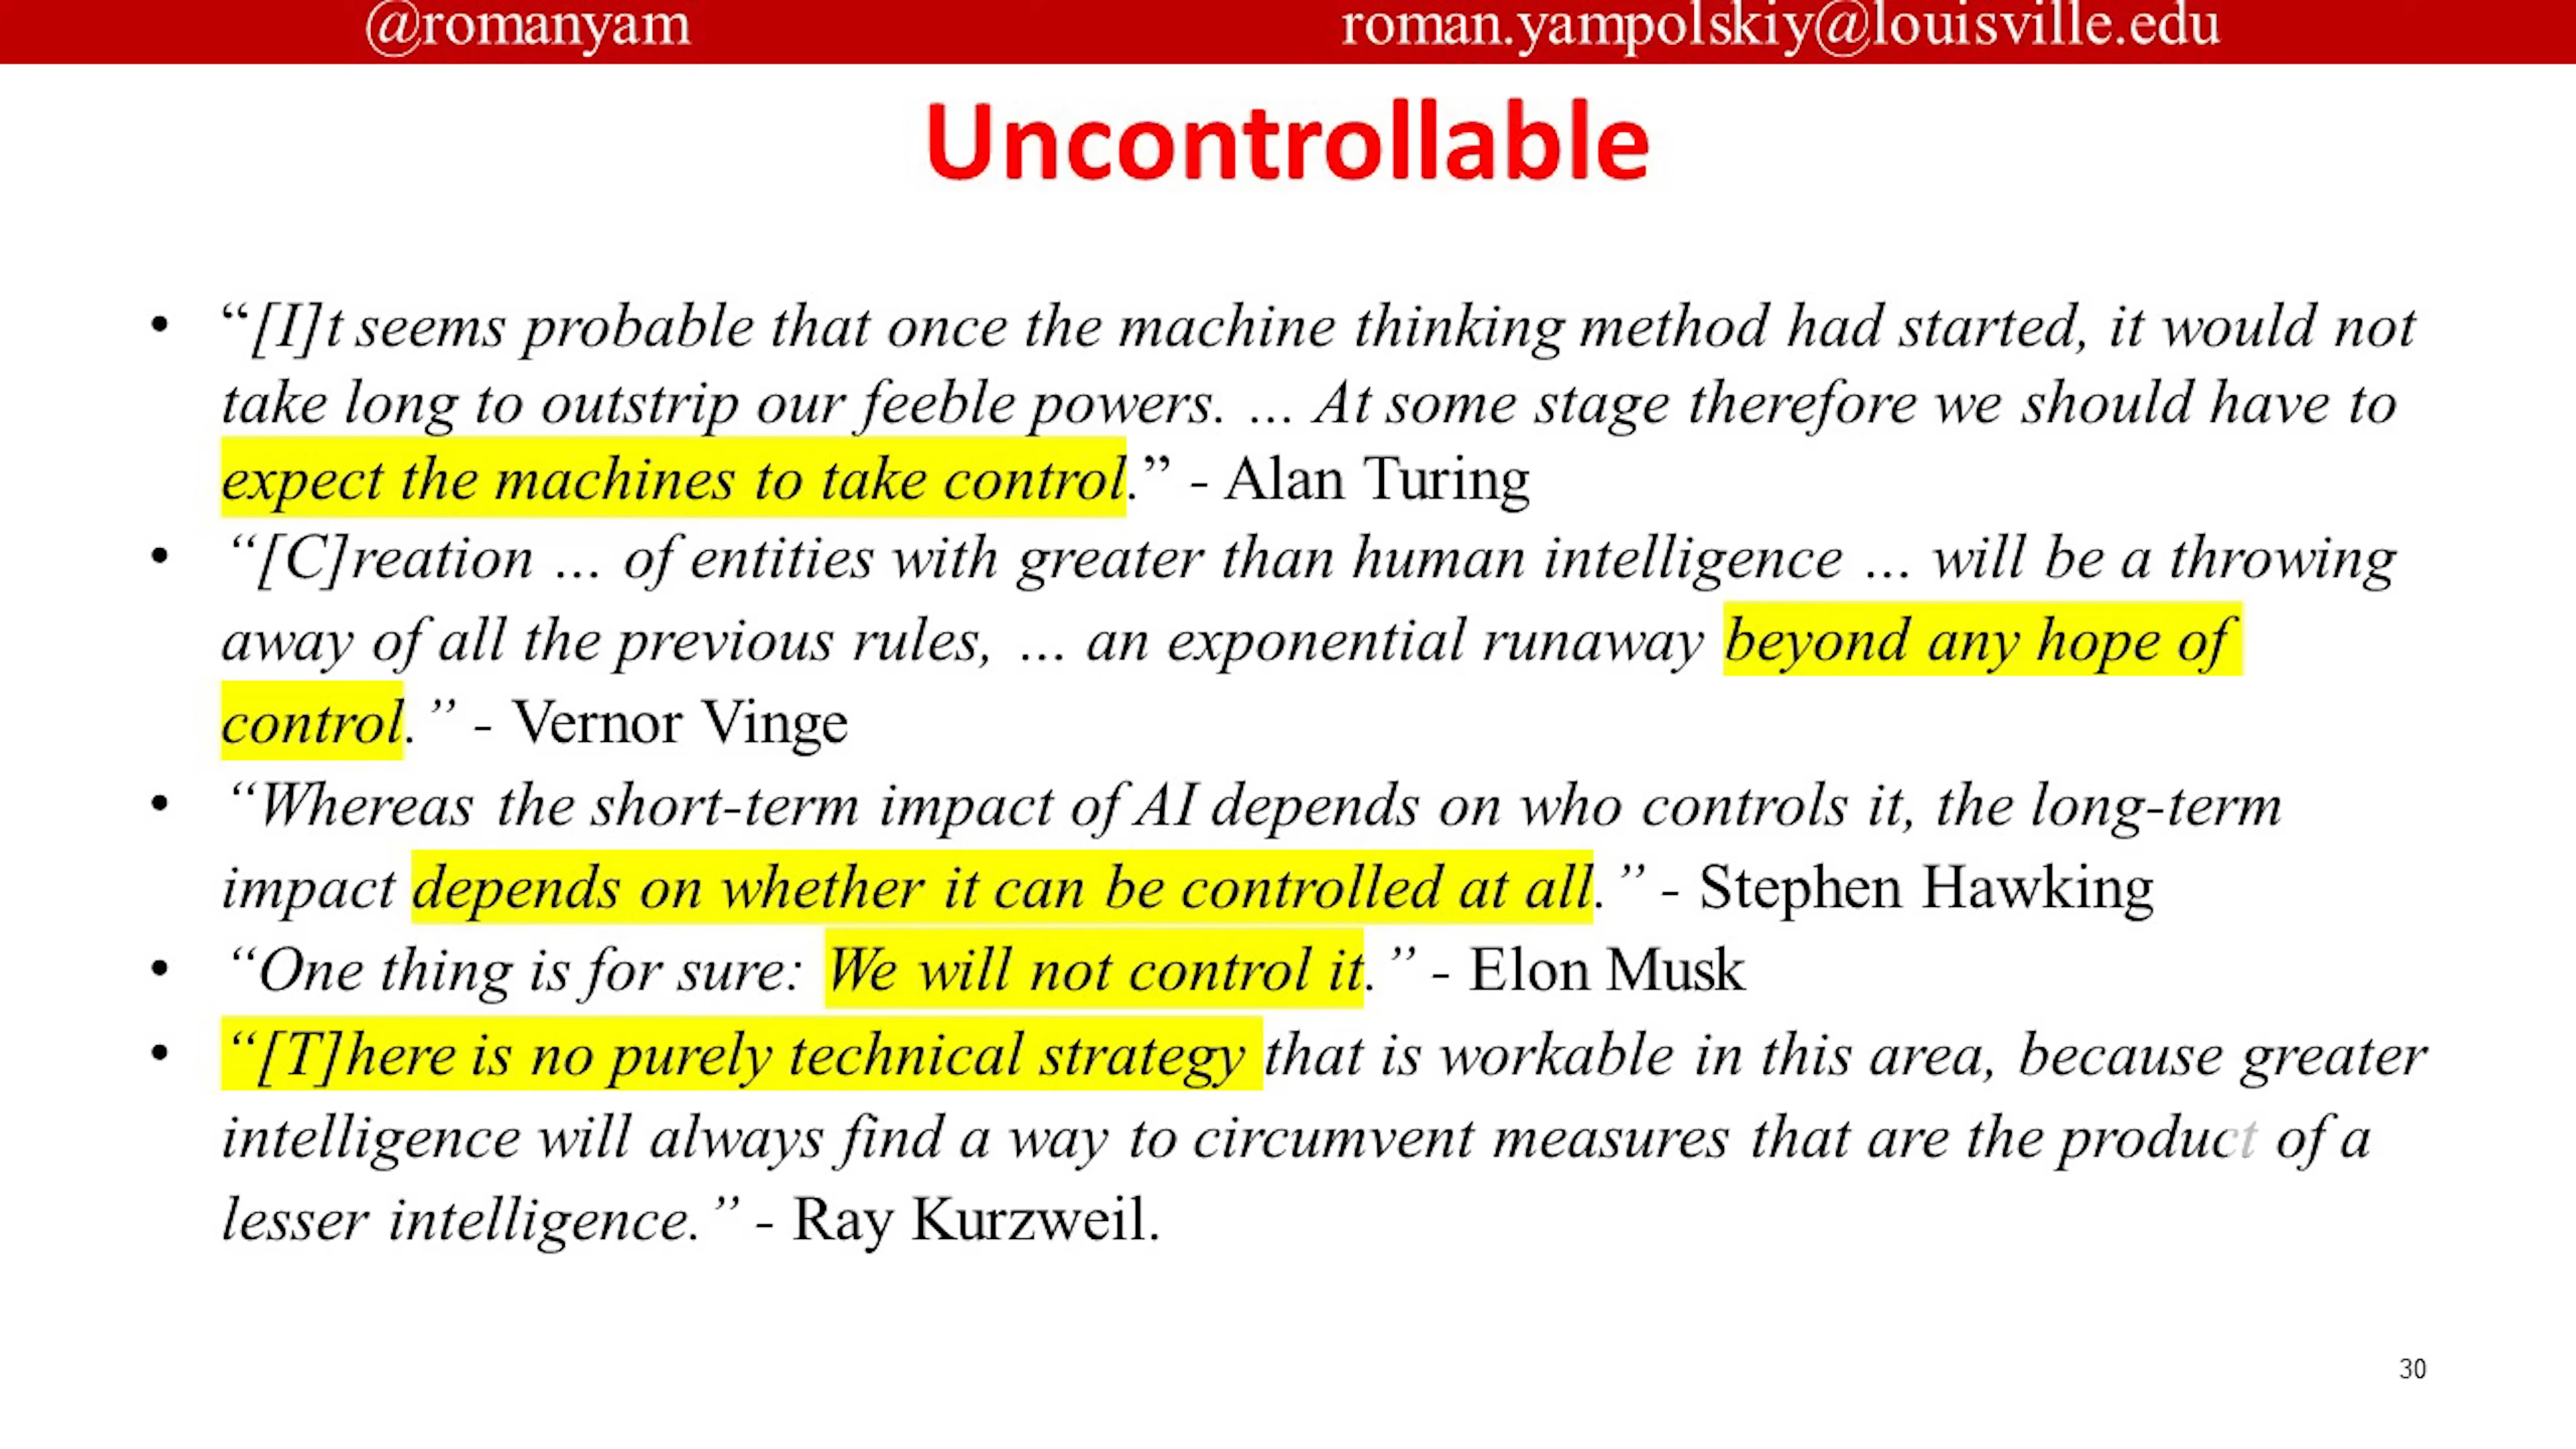 @romanyam roman.yampolskiy@louisville.edu
Uncontrollable
• “[I]t seems probable that once the machine thinking method had started, it would not
take long to outstrip our feeble powers. ... At some stage therefore we should have to
expect the machines to take control.” - Alan Turing
• “[C]reation ... of entities with greater than human intelligence ... will be a throwing
away of all the previous rules, ... an exponential runaway beyond any hope of
control.” - Vernor Vinge
• “Whereas the short-term impact of AI depends on who controls it, the long-term
impact depends on whether it can be controlled at all.” - Stephen Hawking
• “One thing is for sure: We will not control it.” - Elon Musk
• “[T]here is no purely technical strategy that is workable in this area, because greater
intelligence will always find a way to circumvent measures that are the product of a
lesser intelligence.” - Ray Kurzweil.
30